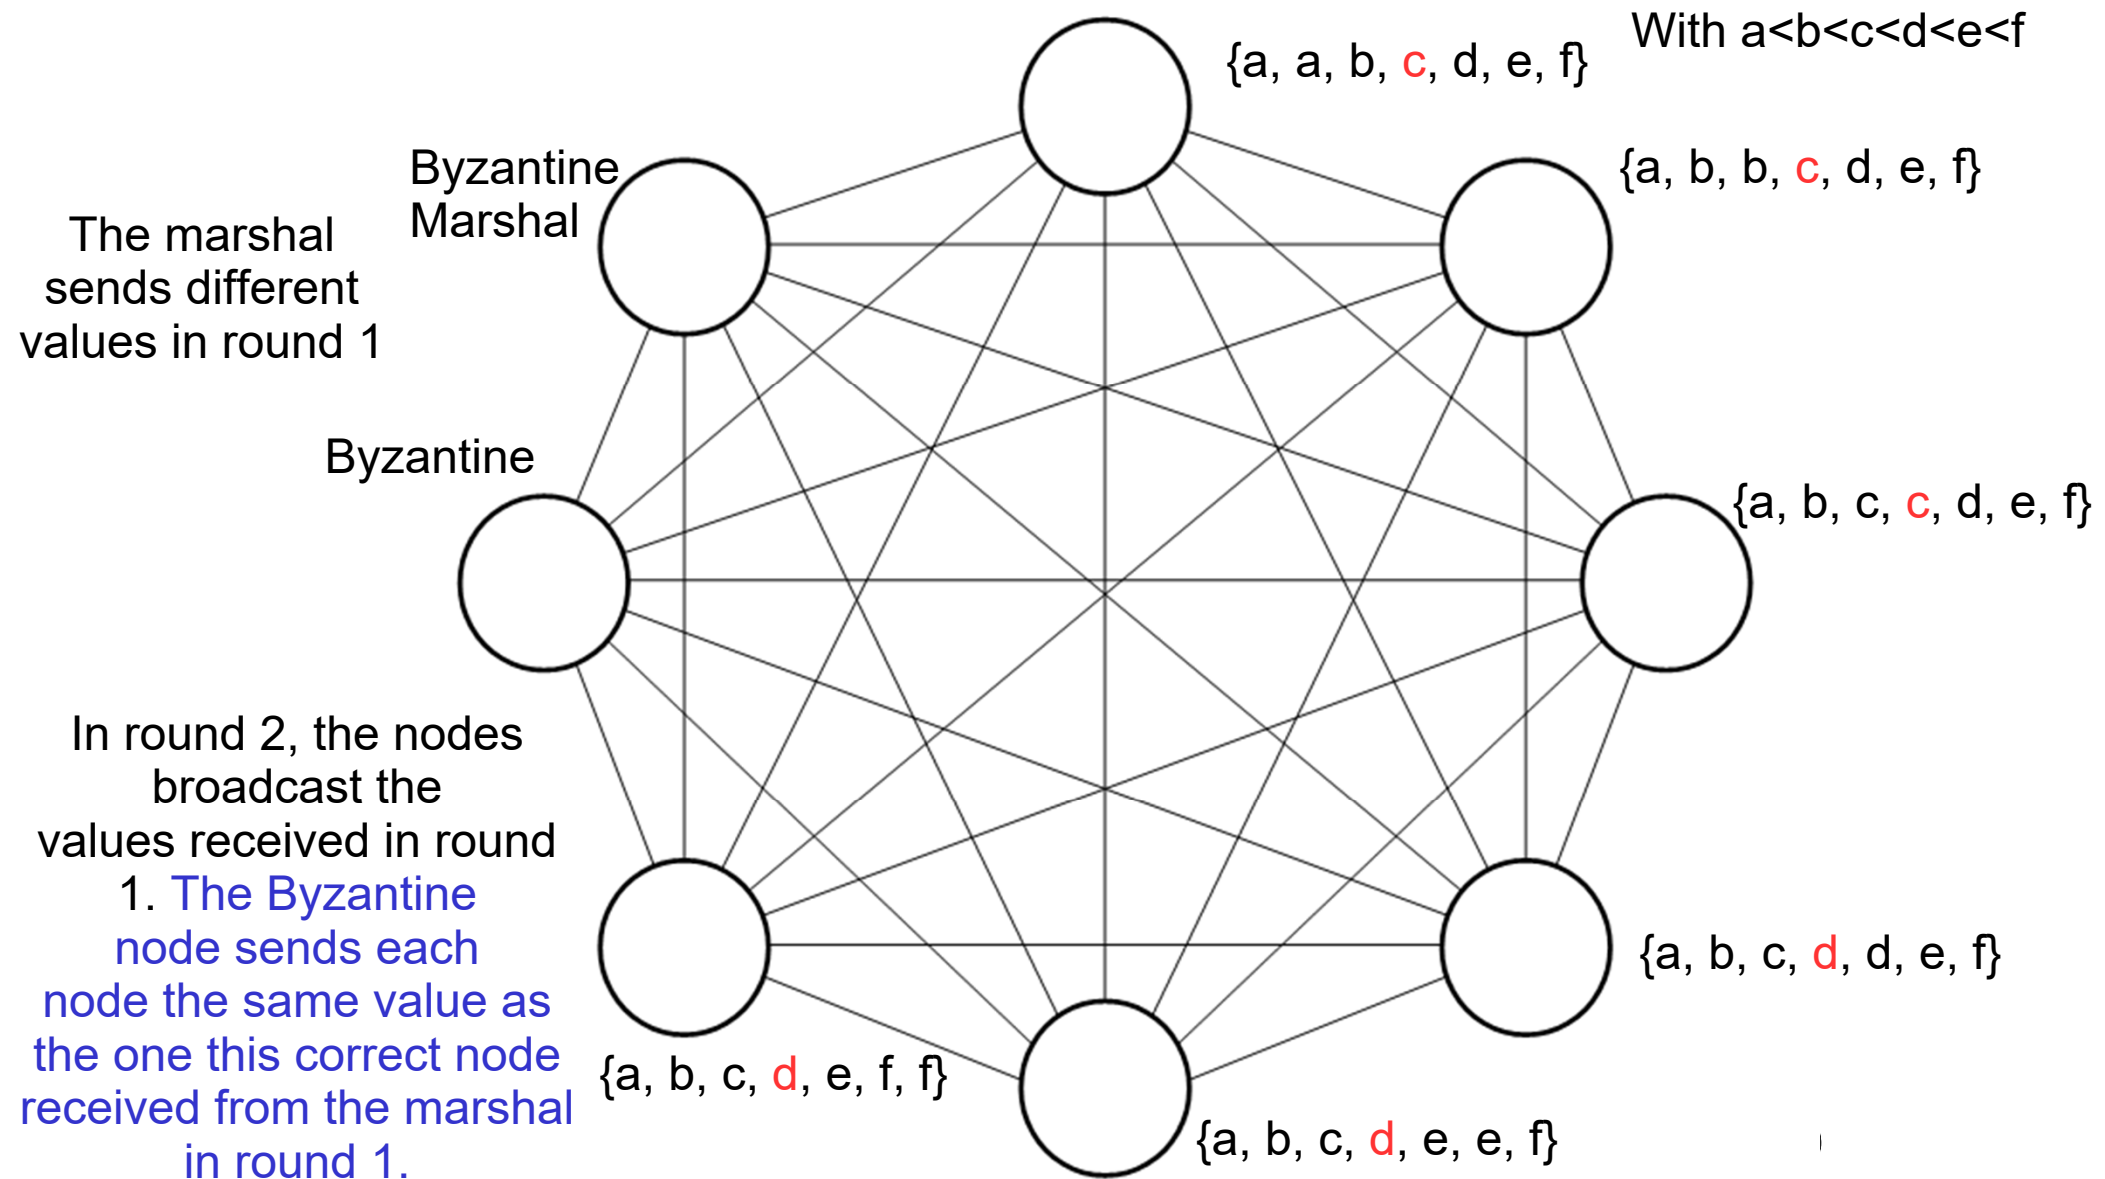 With a<b<c<d<e<f
{a, a, b, c, d, e, f}
Byzantine
Marshal
{a, b, b, c, d, e, f}
The marshal
sends different
values in round 1
Byzantine
{a, b, c, c, d, e, f}
In round 2, the nodes
broadcast the
values received in round
1. The Byzantine
node sends each
node the same value as
the one this correct node
received from the marshal
in round 1.
{a, b, c, d, d, e, f}
{a, b, c, d, e, f, f}
{a, b, c, d, e, e, f}